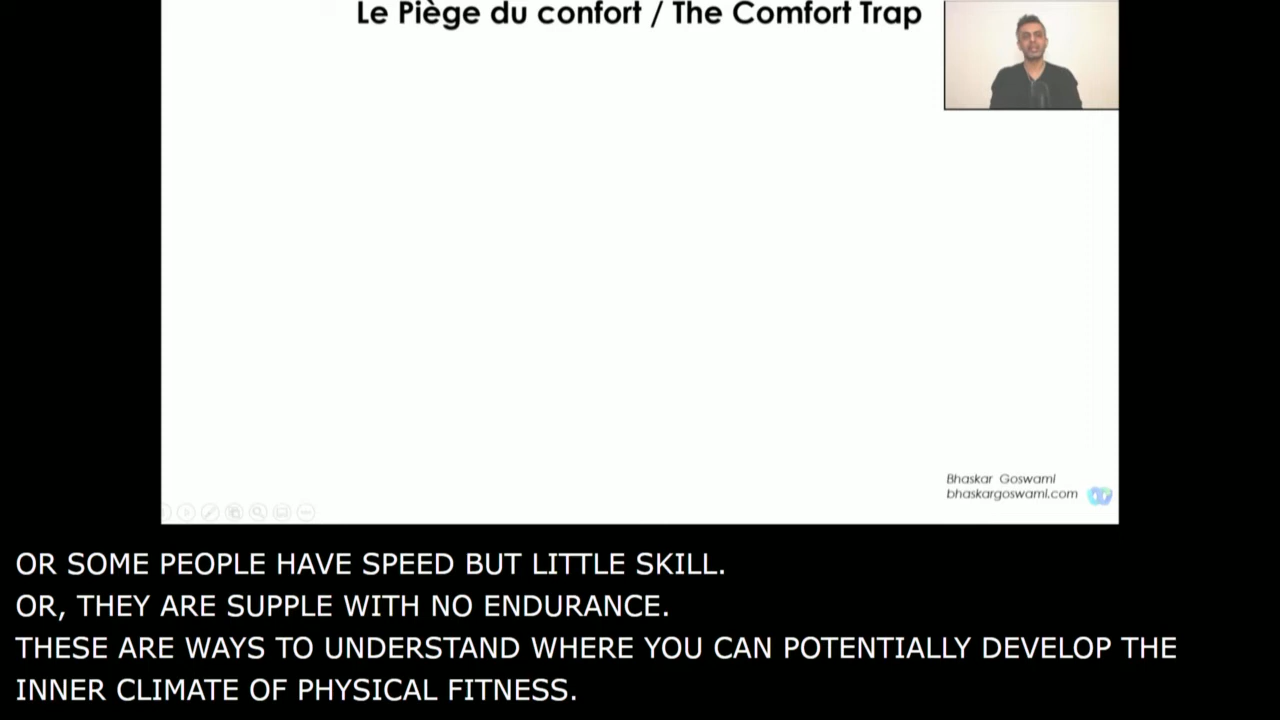 Le Piège du confort / The Comfort Trap
Bhaskar Goswami
bhaskargoswami.com
OR SOME PEOPLE HAVE SPEED BUT LITTLE SKILL.
OR, THEY ARE SUPPLE WITH NO ENDURANCE.
THESE ARE WAYS TO UNDERSTAND WHERE YOU CAN POTENTIALLY DEVELOP THE
INNER CLIMATE OF PHYSICAL FITNESS.